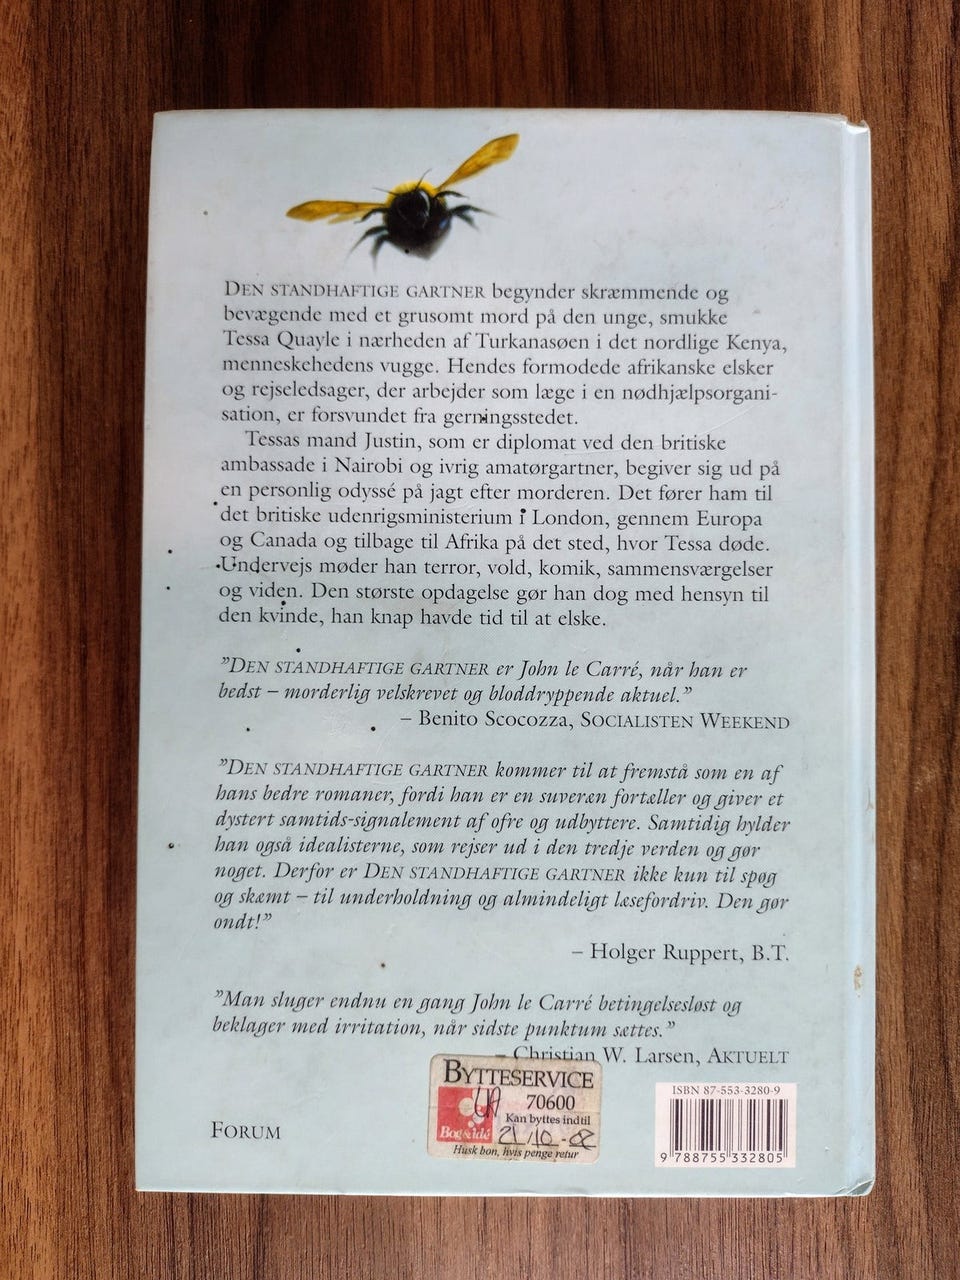 DEN STANDHAFTIGE GARTNER begynder skræmmende og
bevægende med et grusomt mord på den unge, smukke
Tessa Quayle i nærheden af Turkanasøen i det nordlige Kenya,
menneskehedens vugge. Hendes formodede afrikanske elsker
og rejseledsager, der arbejder som læge i en nødhjælpsorgani-
sation, er forsvundet fra gerningsstedet.
Tessas mand Justin, som er diplomat ved den britiske
ambassade i Nairobi og ivrig amatørgartner, begiver sig ud på
en personlig odyssé på jagt efter morderen. Det fører ham til
det britiske udenrigsministerium i London, gennem Europa
og Canada og tilbage til Afrika på det sted, hvor Tessa døde.
Undervejs møder han terror, vold, komik, sammensværgelser
og viden. Den største opdagelse gør han dog med hensyn til
den kvinde, han knap havde tid til at elske.
”DEN STANDHAFTIGE GARTNER er John le Carré, når han er
bedst – morderlig velskrevet og bloddryppende aktuel.”
– Benito Scocozza, SOCIALISTEN WEEKEND
”DEN STANDHAFTIGE GARTNER kommer til at fremstå som en af
hans bedre romaner, fordi han er en suveræn fortæller og giver et
dystert samtids-signalement af ofre og udbyttere. Samtidig hylder
han også idealisterne, som rejser ud i den tredje verden og gør
noget. Derfor er DEN STANDHAFTIGE GARTNER ikke kun til spøg
og skæmt – til underholdning og almindeligt læsefordriv. Den gør
ondt!”
– Holger Ruppert, B.T.
”Man sluger endnu en gang John le Carré betingelsesløst og
beklager med irritation, når sidste punktum sættes.”
– Christian W. Larsen, AKTUELT
BYTTESERVICE
70600
Kan byttes indtil
Bog&idé 21/10-02
Husk bon, hvis penge retur
FORUM
ISBN 87-553-3280-9
9 788755 332805